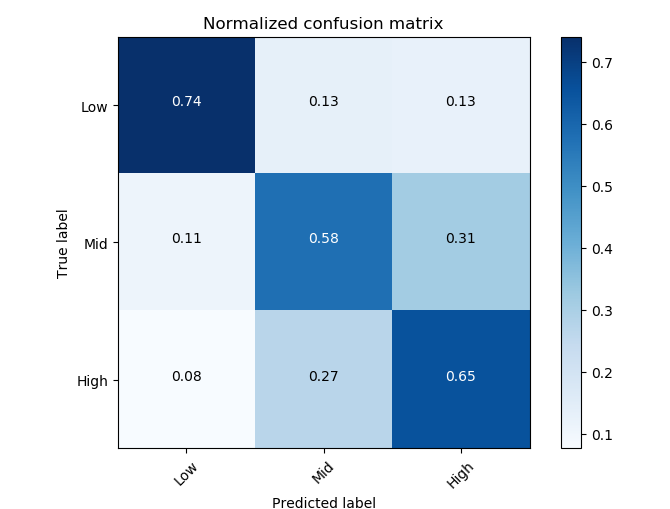 Normalized confusion matrix
Low 0.74 0.13 0.13
Mid 0.11 0.58 0.31
High 0.08 0.27 0.65
Low Mid High
True label
Predicted label
0.7
0.6
0.5
0.4
0.3
0.2
0.1